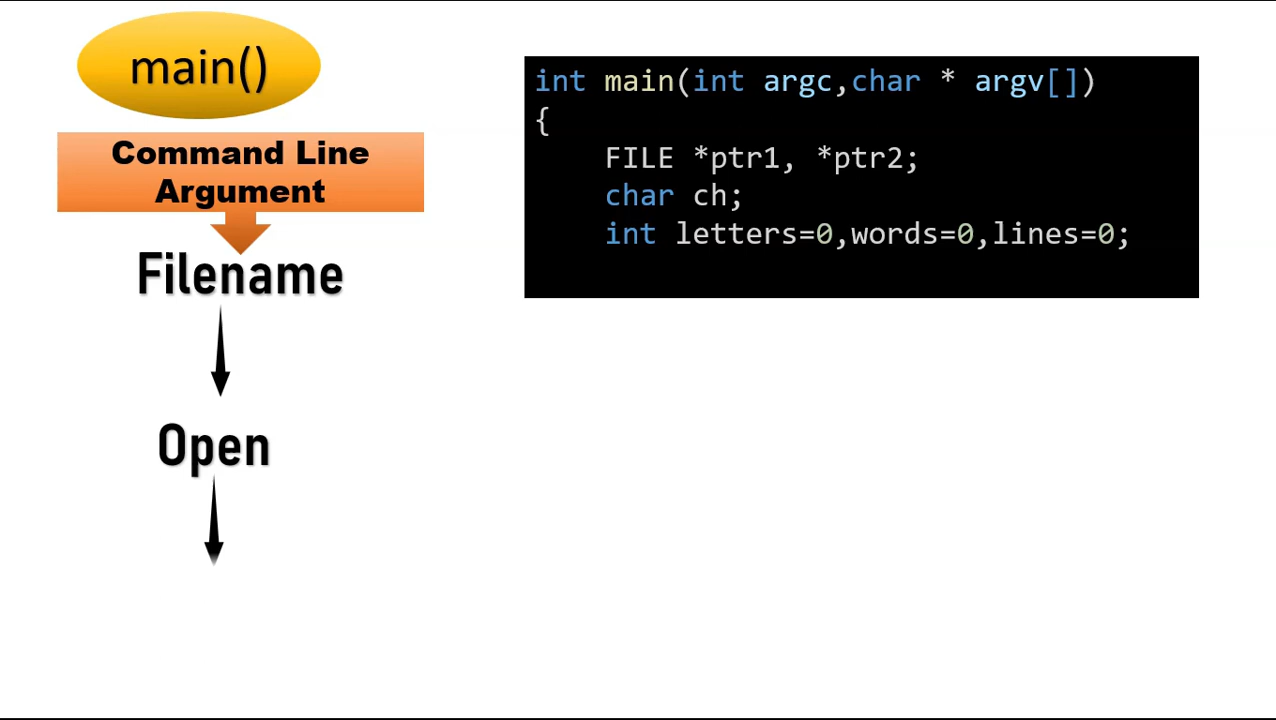 main()
Command Line
Argument
Filename
Open
int main(int argc,char * argv[])
{
FILE *ptr1, *ptr2;
char ch;
int letters=0,words=0,lines=0;